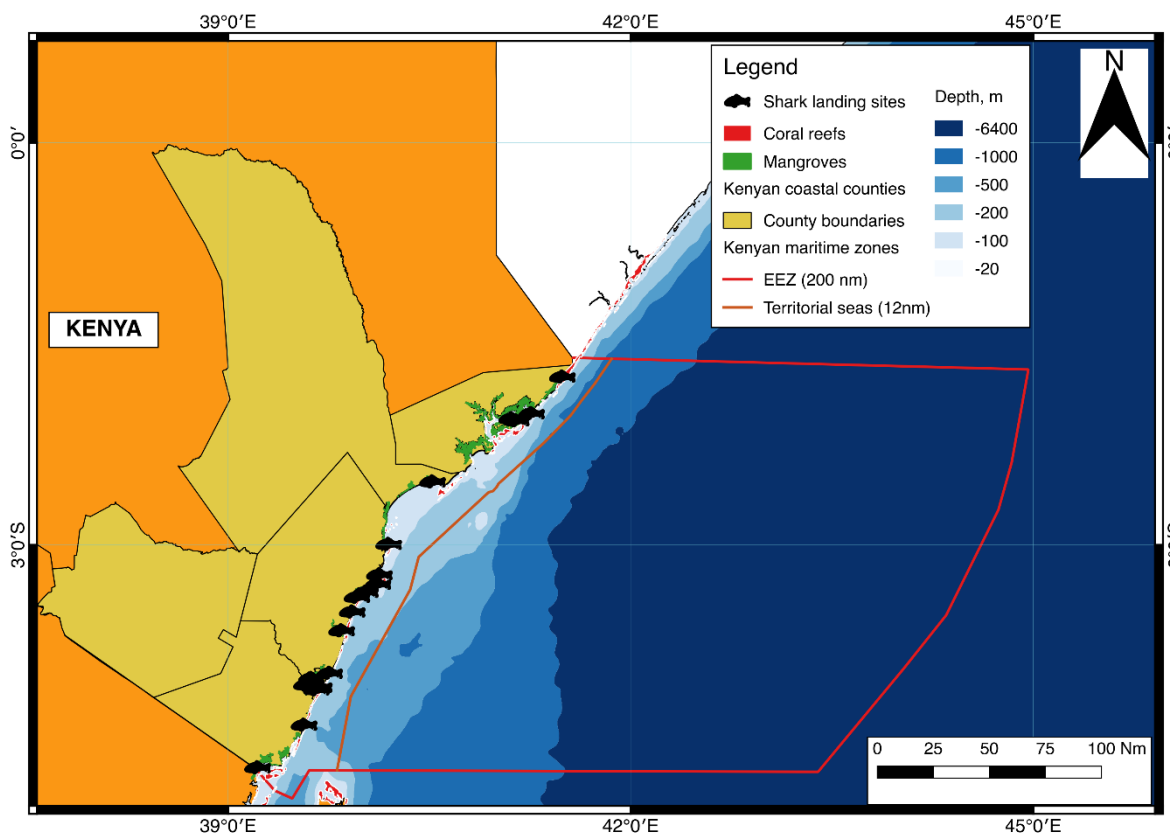 39°0′E 42°0′E 45°0′E
0°0′
3°0′S
KENYA
Legend
Shark landing sites
Coral reefs
Mangroves
Kenyan coastal counties
County boundaries
Kenyan maritime zones
EEZ (200 nm)
Territorial seas (12nm)
Depth, m
-6400
-1000
-500
-200
-100
-20
N
0 25 50 75 100 Nm
39°0′E 42°0′E 45°0′E